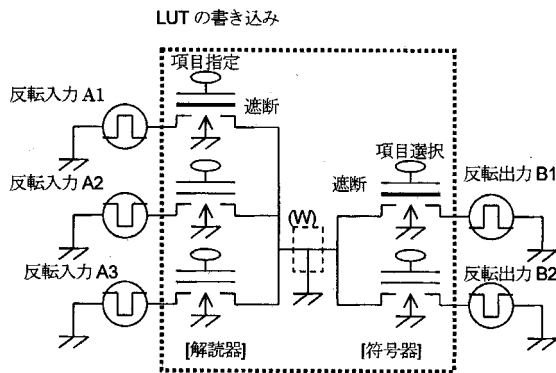 LUT の書き込み
項目指定
反転入力 A1
遮断
項目選択
反転入力 A2
遮断
反転出力 B1
(W)
反転入力 A3
反転出力 B2
[解読器]
[符号器]